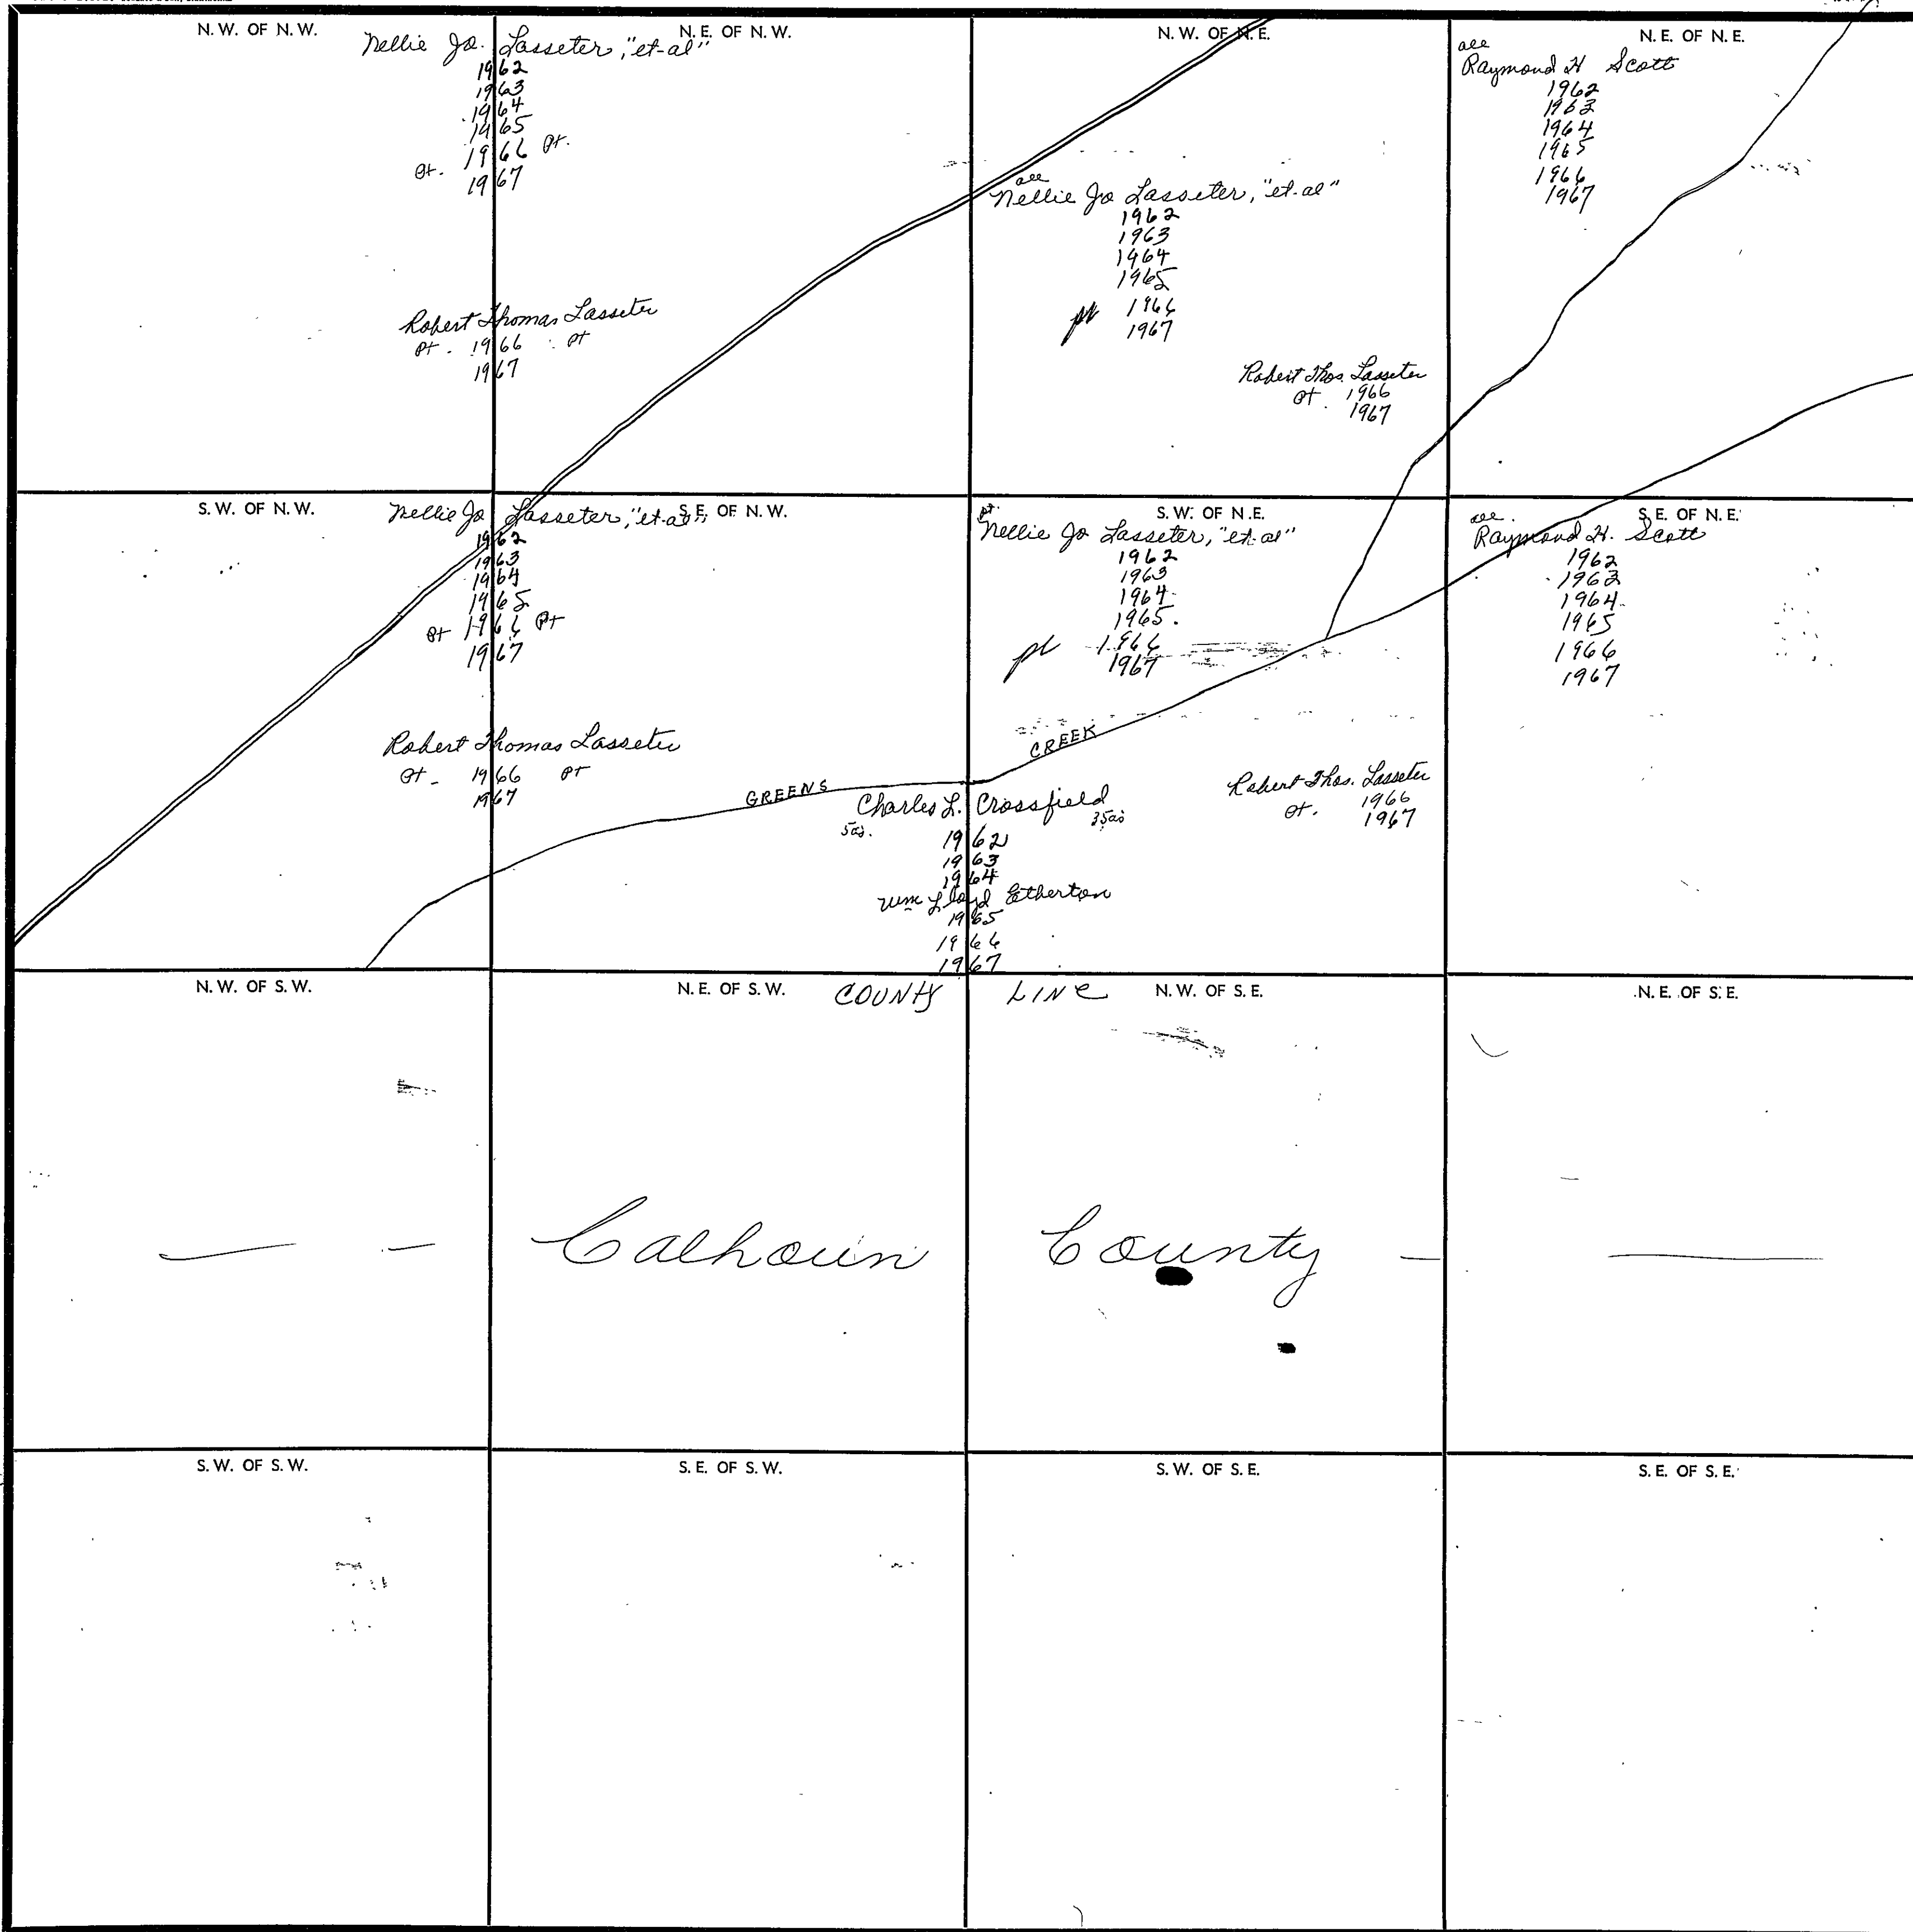 N. W. OF N. W.
N. E. OF N. W.
Nellie Jo. Lasseter, "et-al"
1962
1963
1964
1965
1966 Pt.
Pt. 1967
Robert Thomas Lasseter
Pt. 1966 Pt
1967
N. W. OF N. E.
all
Nellie Jo Lasseter, "et-al"
1962
1963
1964
1965
pt 1966
1967
Robert Thos. Lasseter
Pt. 1966
1967
N. E. OF N. E.
all
Raymond H Scott
1962
1963
1964
1965
1966
1967
S. W. OF N. W.
S. E. OF N. W.
Nellie Jo Lasseter, "et-al"
1962
1963
1964
1965
Pt 1966 Pt
1967
Robert Thomas Lasseter
Pt - 1966 Pt
1967
S. W. OF N. E.
pt.
Nellie Jo Lasseter, "et-al"
1962
1963
1964
1965.
pt 1966
1967
GREENS CREEK
Robert Thos. Lasseter
Pt. 1966
1967
Charles L. Crossfield
5as. 35as
1962
1963
1964
Wm Lloyd Etherton
1965
1966
1967
S. E. OF N. E.
all.
Raymond H. Scott
1962
1963
1964
1965
1966
1967
N. W. OF S. W.
N. E. OF S. W.
COUNTY LINE
N. W. OF S. E.
N. E. OF S. E.
Calhoun County
S. W. OF S. W.
S. E. OF S. W.
S. W. OF S. E.
S. E. OF S. E.